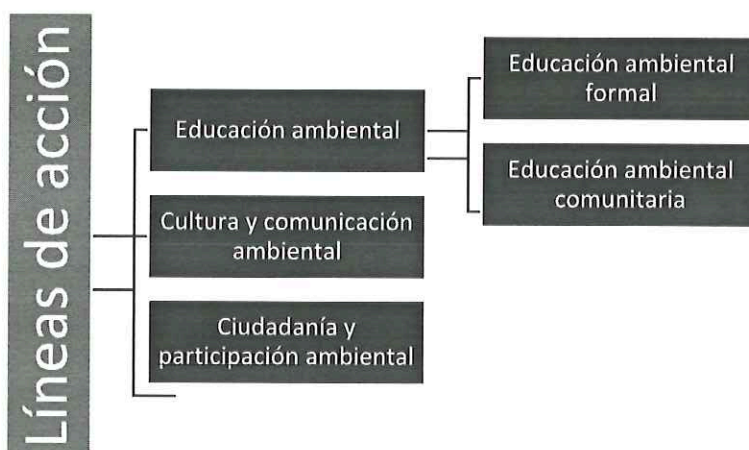 Líneas de acción
Educación ambiental
Cultura y comunicación
ambiental
Ciudadanía y
participación ambiental
Educación ambiental
formal
Educación ambiental
comunitaria